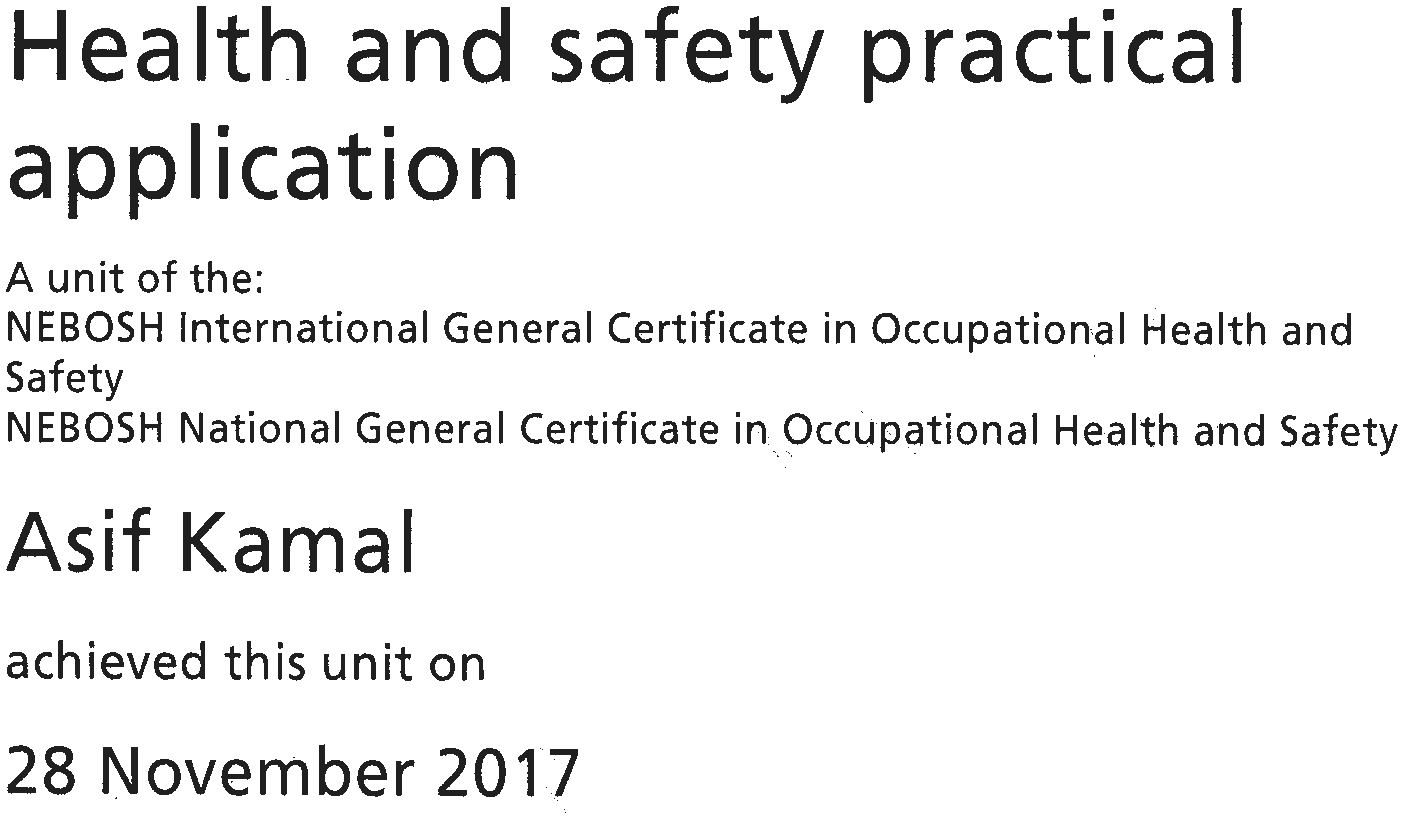 Health and safety practical
application
A unit of the:
NEBOSH International General Certificate in Occupational Health and
Safety
NEBOSH National General Certificate in Occupational Health and Safety
Asif Kamal
achieved this unit on
28 November 2017